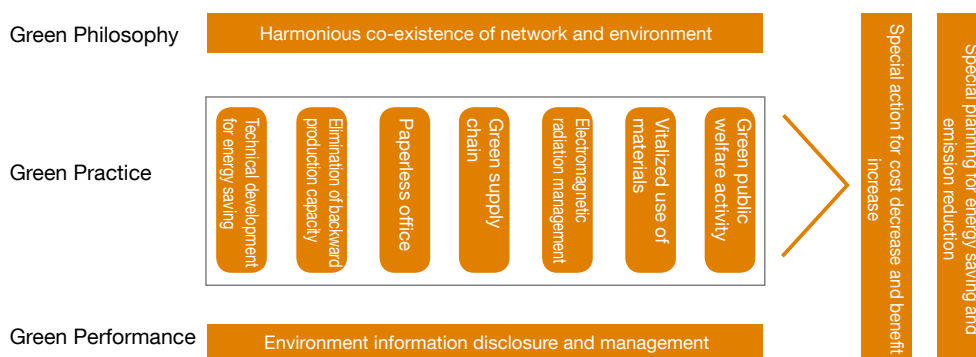 Green Philosophy
Harmonious co-existence of network and environment
Green Practice
Technical development
for energy saving
Elimination of backward
production capacity
Paperless office
Green supply
chain
Electromagnetic
radiation management
Vitalized use of
materials
Green public
welfare activity
Green Performance
Environment information disclosure and management
Special action for cost decrease and benefit
increase
Special planning for energy saving and
emission reduction